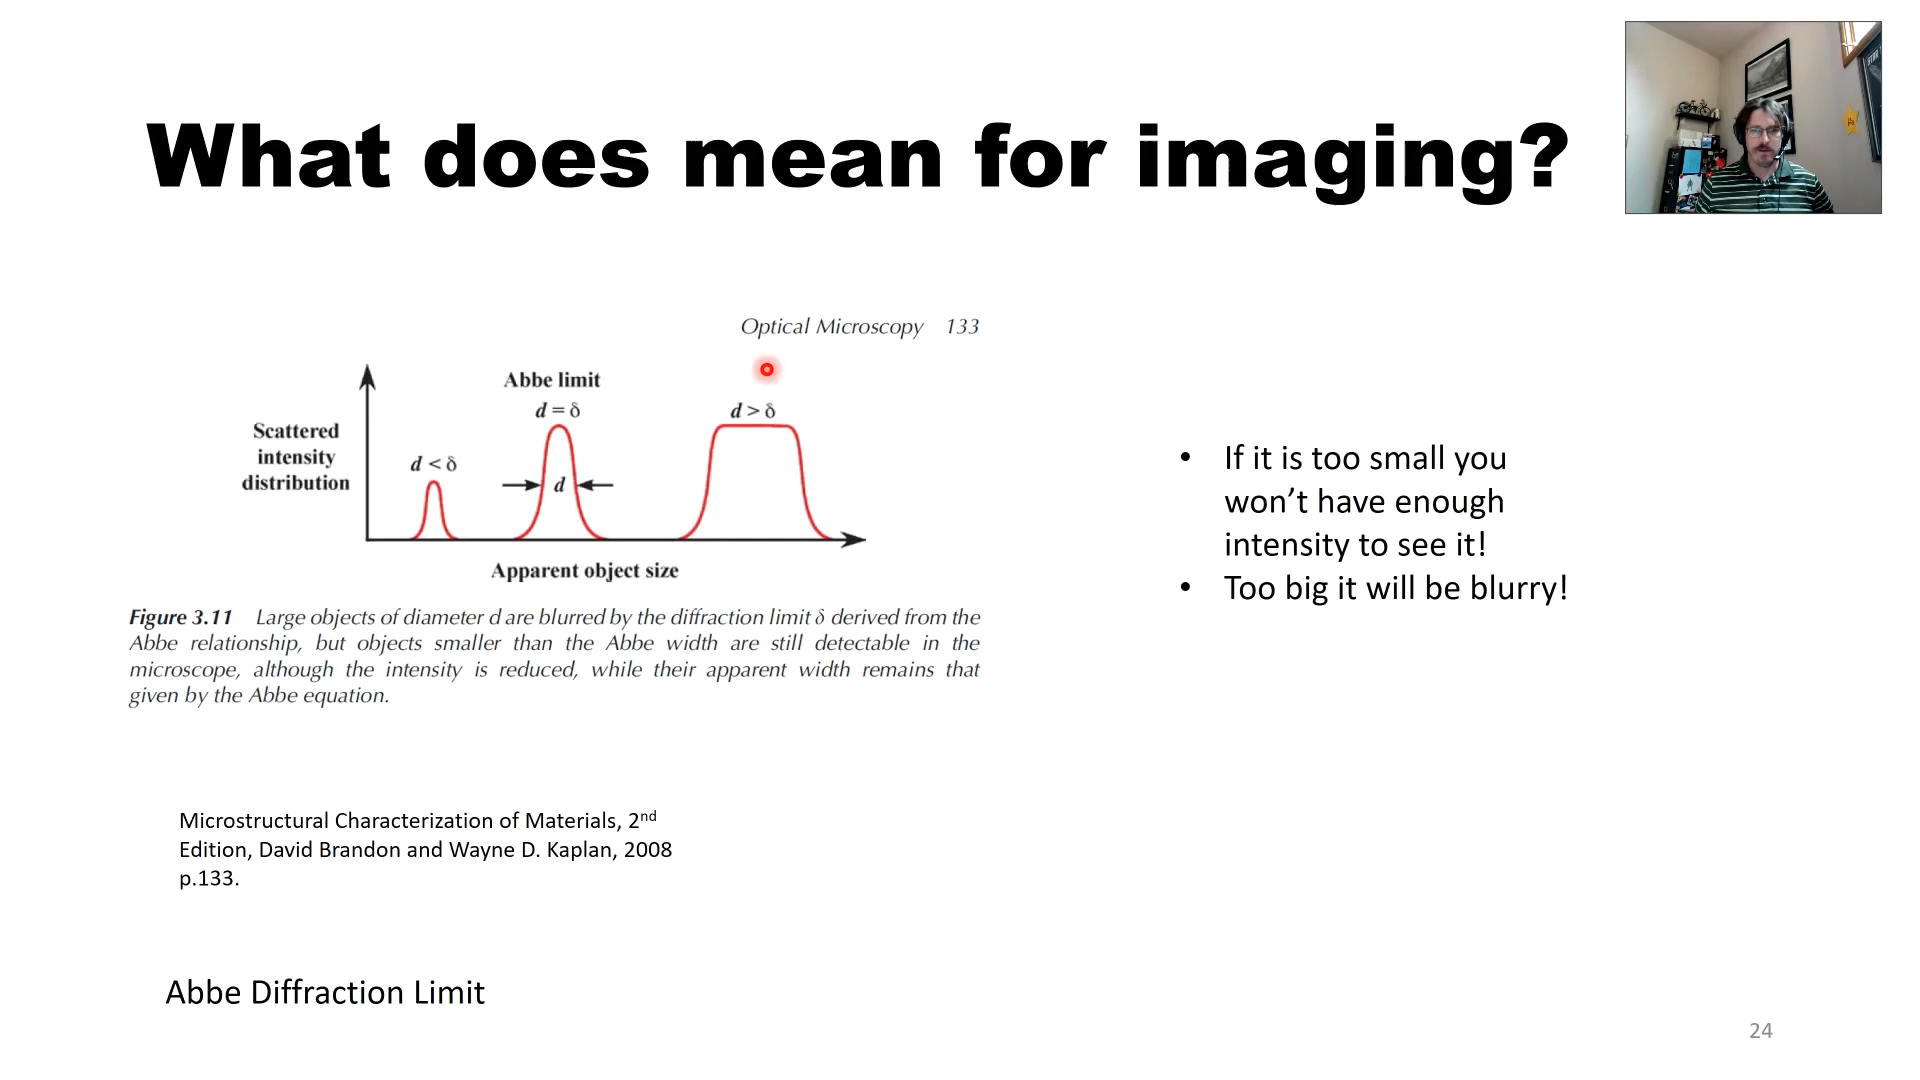 What does mean for imaging?
Optical Microscopy 133
Abbe limit
d = δ
d > δ
Scattered
intensity
distribution
d < δ
d
Apparent object size
Figure 3.11 Large objects of diameter d are blurred by the diffraction limit δ derived from the
Abbe relationship, but objects smaller than the Abbe width are still detectable in the
microscope, although the intensity is reduced, while their apparent width remains that
given by the Abbe equation.
• If it is too small you
won’t have enough
intensity to see it!
• Too big it will be blurry!
Microstructural Characterization of Materials, 2nd
Edition, David Brandon and Wayne D. Kaplan, 2008
p.133.
Abbe Diffraction Limit
24